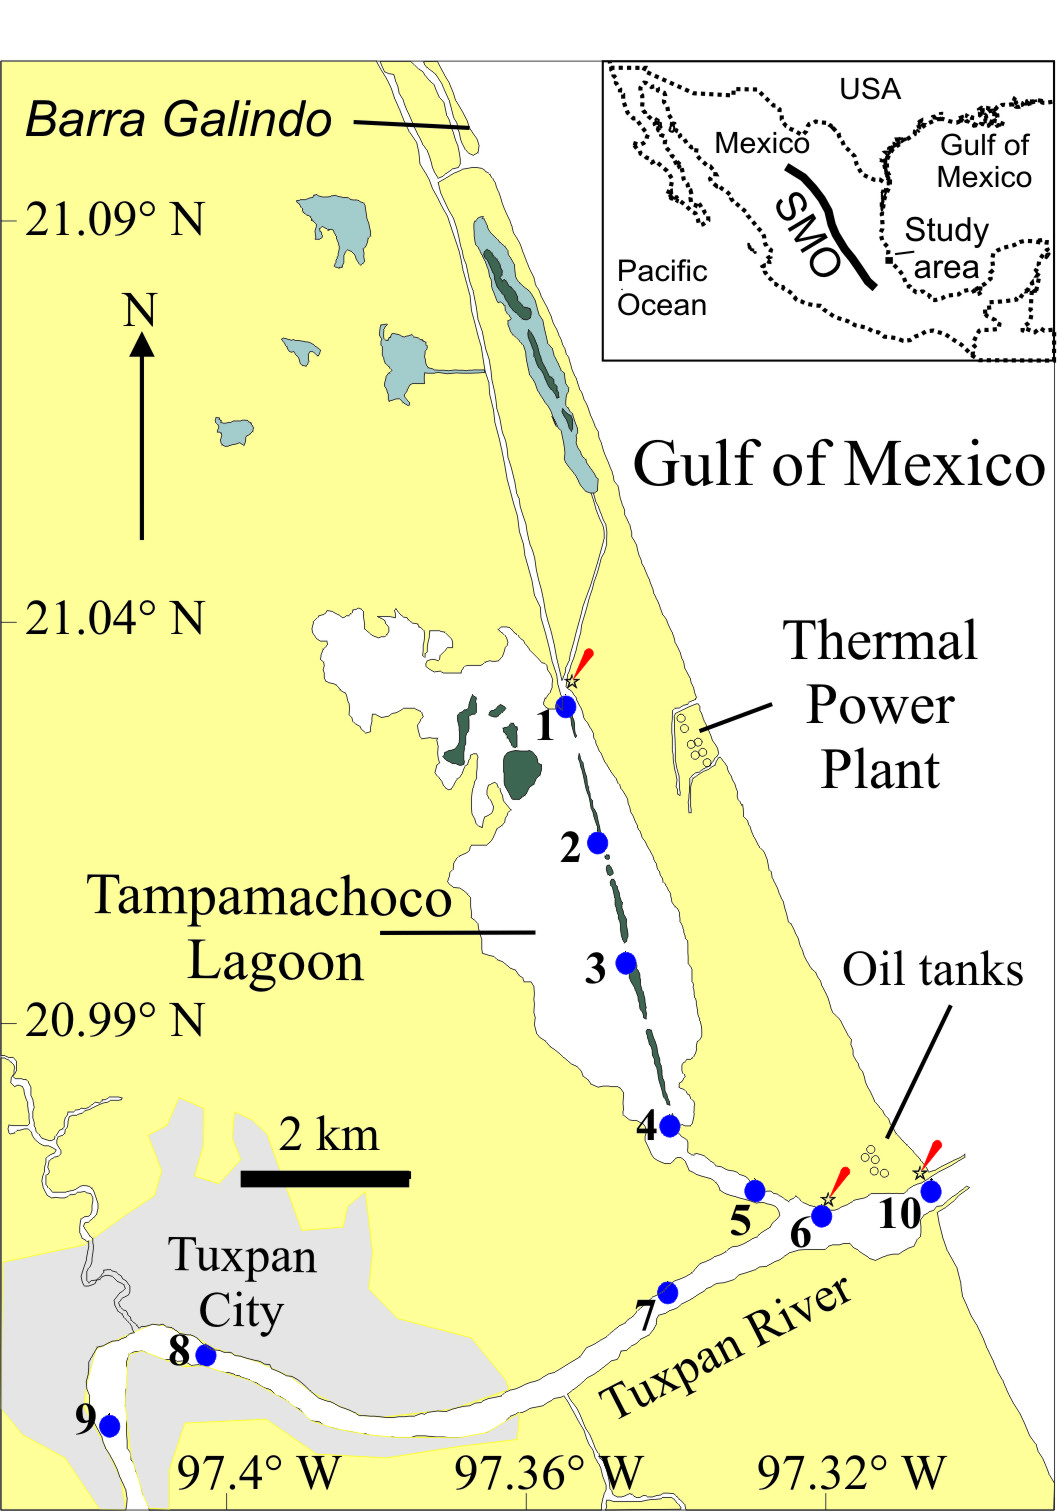 Barra Galindo
USA
Mexico
Gulf of
Mexico
SMO
Study
area
Pacific
Ocean
21.09° N
N
Gulf of Mexico
21.04° N
Thermal
Power
Plant
1
2
Tampamachoco
Lagoon
3
Oil tanks
20.99° N
4
2 km
5
6
10
Tuxpan
City
7
Tuxpan River
8
9
97.4° W
97.36° W
97.32° W